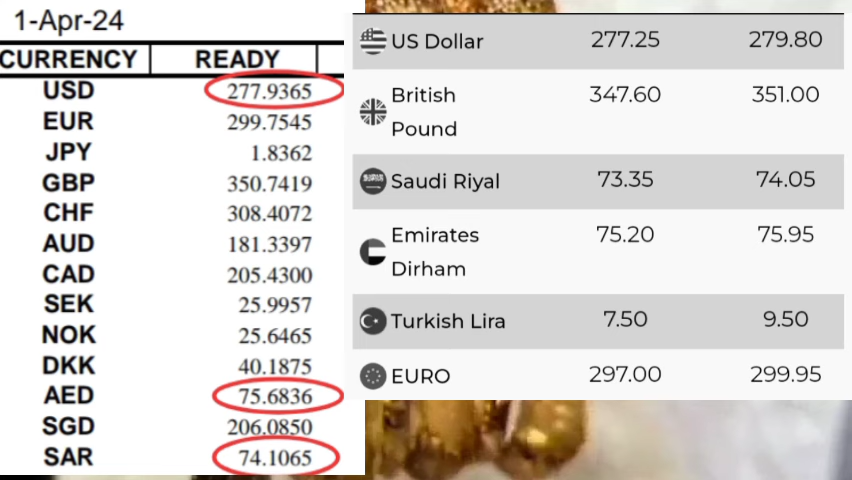 1-Apr-24
CURRENCY READY
USD 277.9365
EUR 299.7545
JPY 1.8362
GBP 350.7419
CHF 308.4072
AUD 181.3397
CAD 205.4300
SEK 25.9957
NOK 25.6465
DKK 40.1875
AED 75.6836
SGD 206.0850
SAR 74.1065
US Dollar 277.25 279.80
British
Pound 347.60 351.00
Saudi Riyal 73.35 74.05
Emirates
Dirham 75.20 75.95
Turkish Lira 7.50 9.50
EURO 297.00 299.95